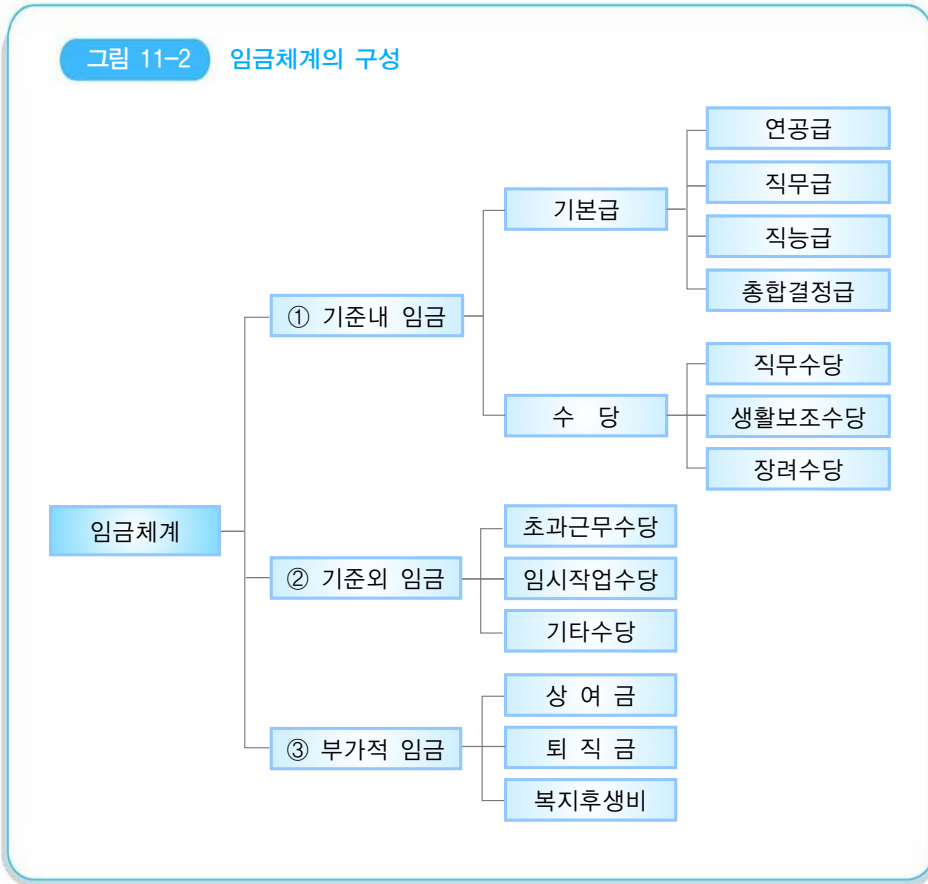 그림 11-2 임금체계의 구성
연공급
직무급
기본급
직능급
총합결정급
① 기준내 임금
직무수당
수 당
생활보조수당
장려수당
임금체계
초과근무수당
② 기준외 임금
임시작업수당
기타수당
상 여 금
③ 부가적 임금
퇴 직 금
복지후생비